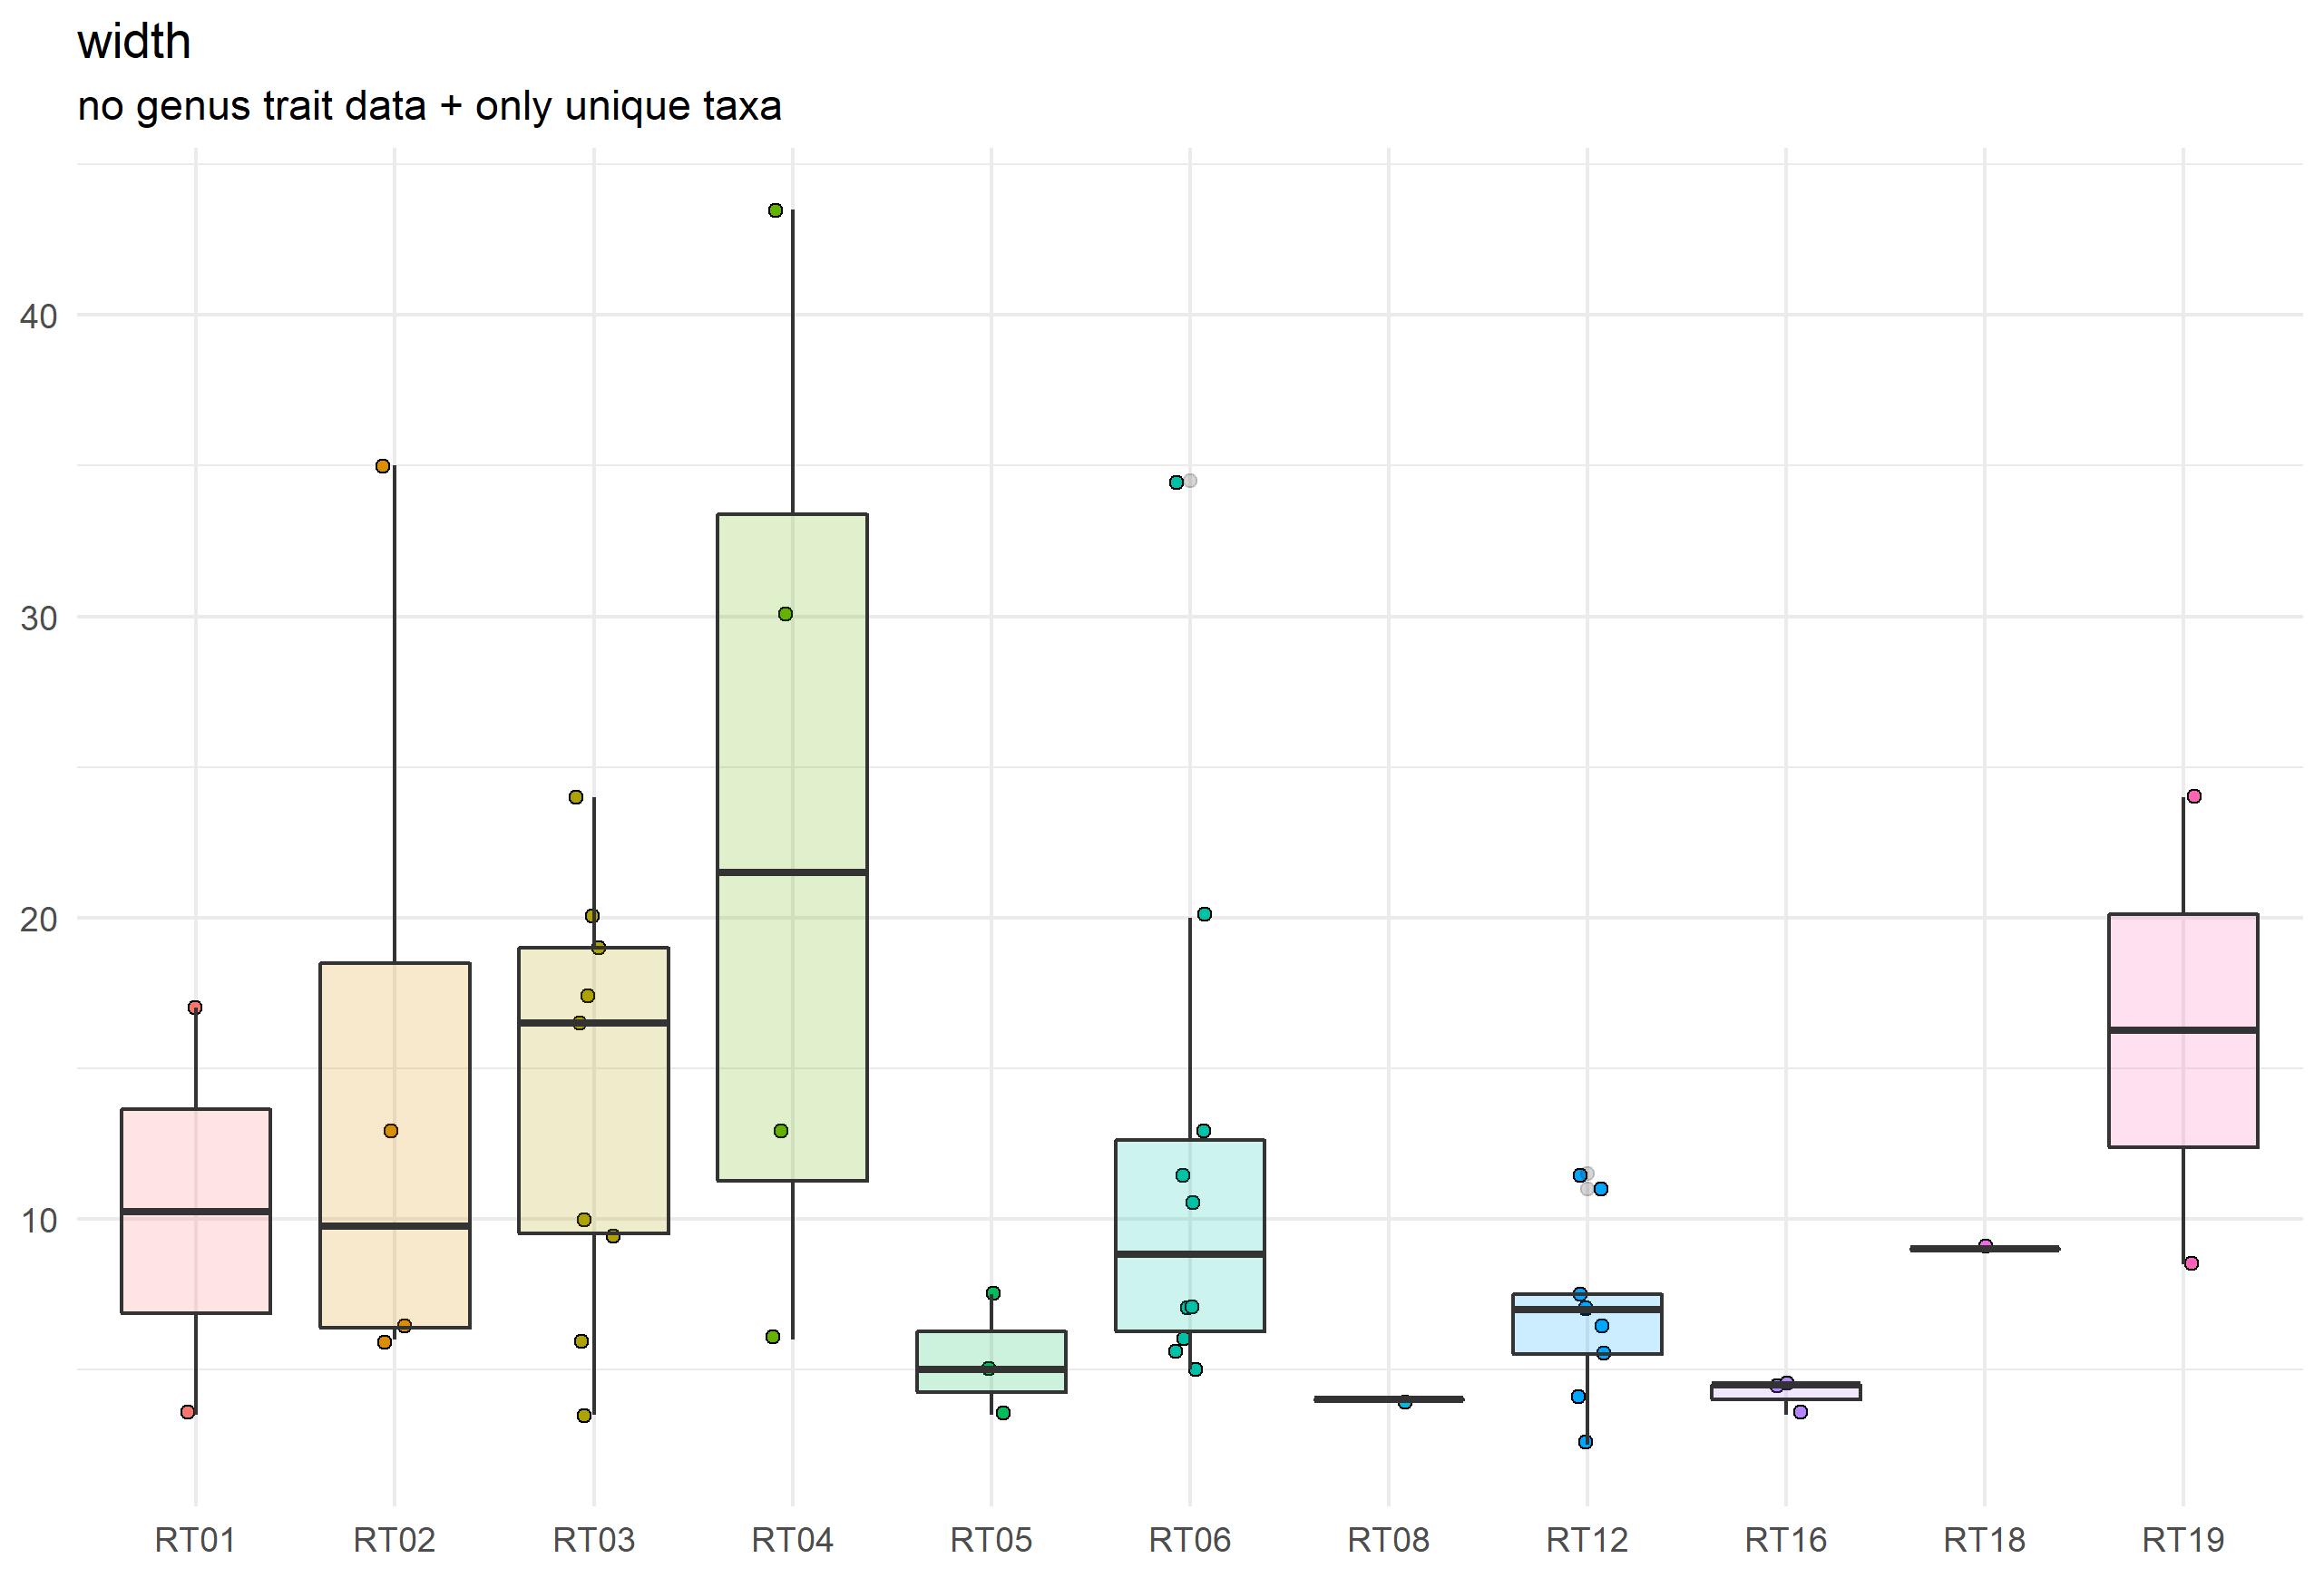 width
no genus trait data + only unique taxa
40
30
20
10
RT01 RT02 RT03 RT04 RT05 RT06 RT08 RT12 RT16 RT18 RT19